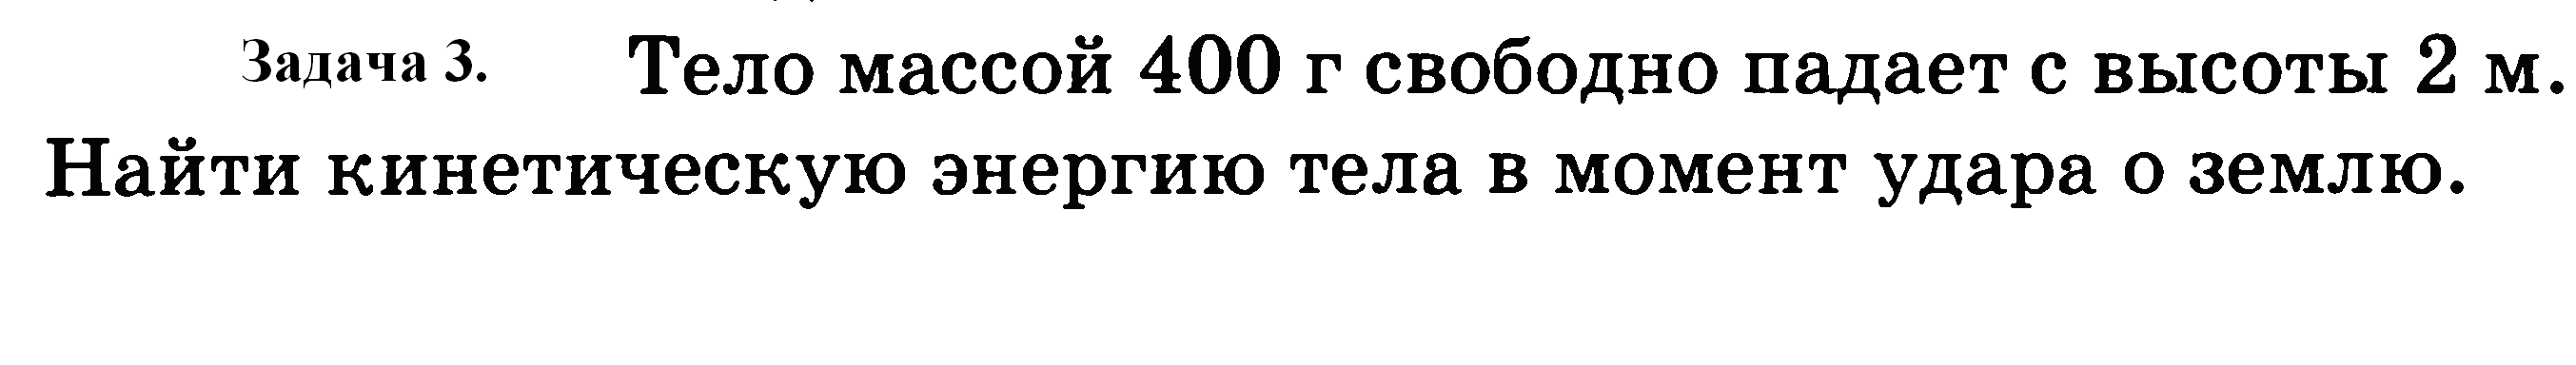 Задача 3. Тело массой 400 г свободно падает с высоты 2 м.
Найти кинетическую энергию тела в момент удара о землю.